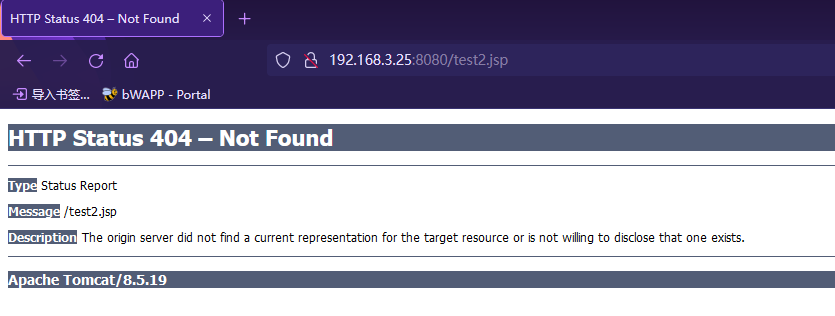 HTTP Status 404 – Not Found
192.168.3.25:8080/test2.jsp
导入书签... bWAPP - Portal
HTTP Status 404 – Not Found
Type Status Report
Message /test2.jsp
Description The origin server did not find a current representation for the target resource or is not willing to disclose that one exists.
Apache Tomcat/8.5.19